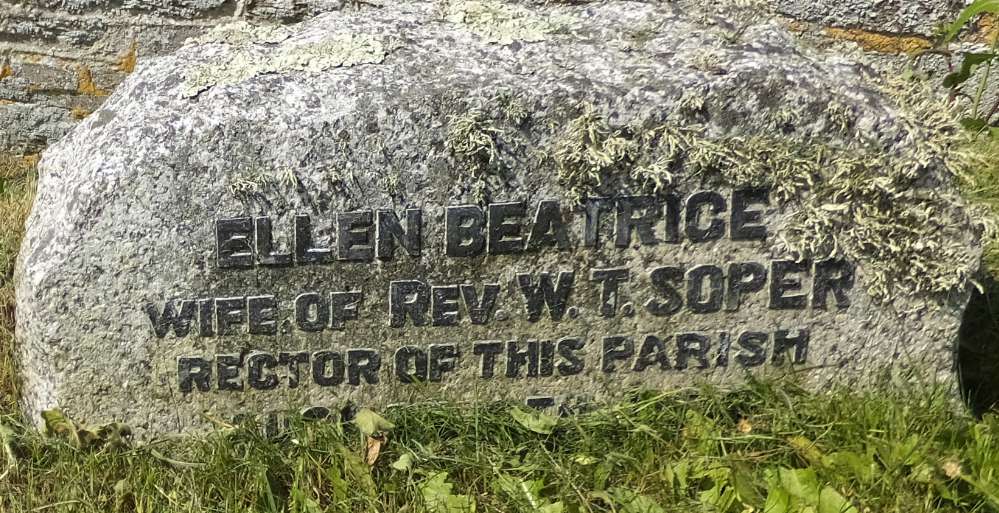 ELLEN BEATRICE
WIFE OF REV. W. T. SOPER
RECTOR OF THIS PARISH